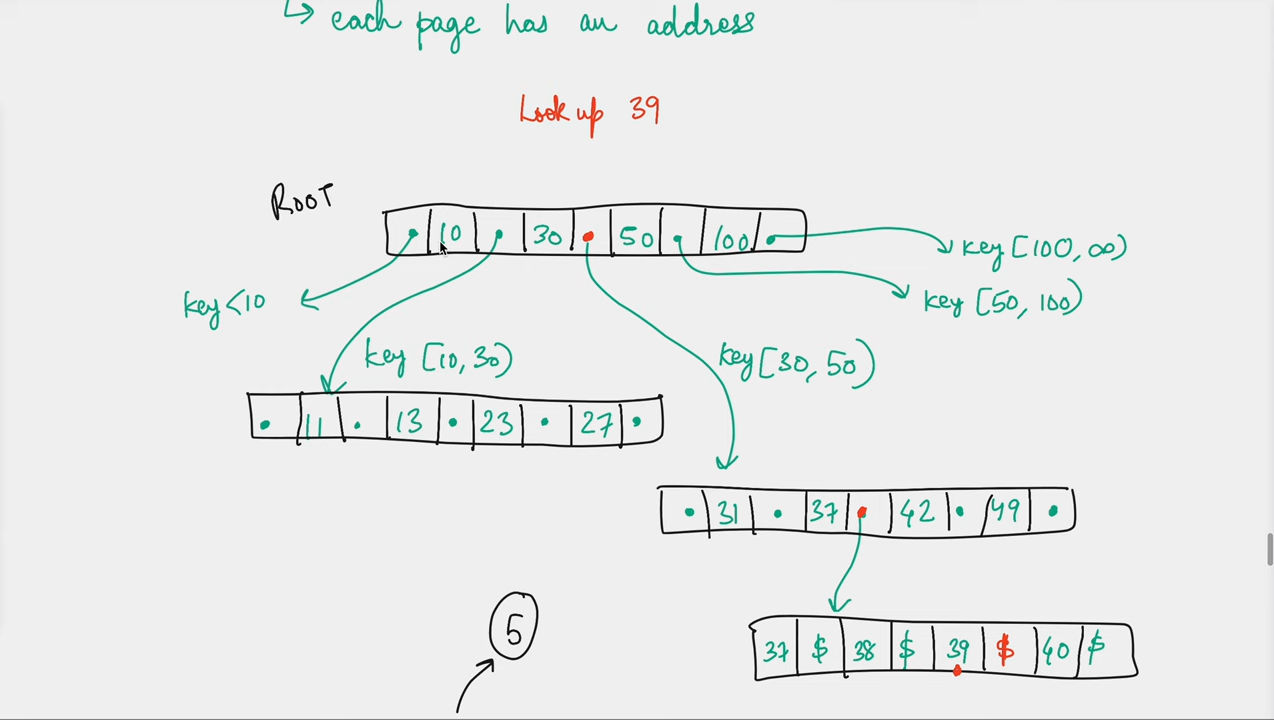 ↳ each page has an address
Look up 39
ROOT
• 10 • 30 • 50 • 100 •
key [100, ∞)
key < 10
key [50, 100)
key [10, 30)
key [30, 50)
• 11 • 13 • 23 • 27 •
• 31 • 37 • 42 • 49 •
5
37 $ 38 $ 39 $ 40 $